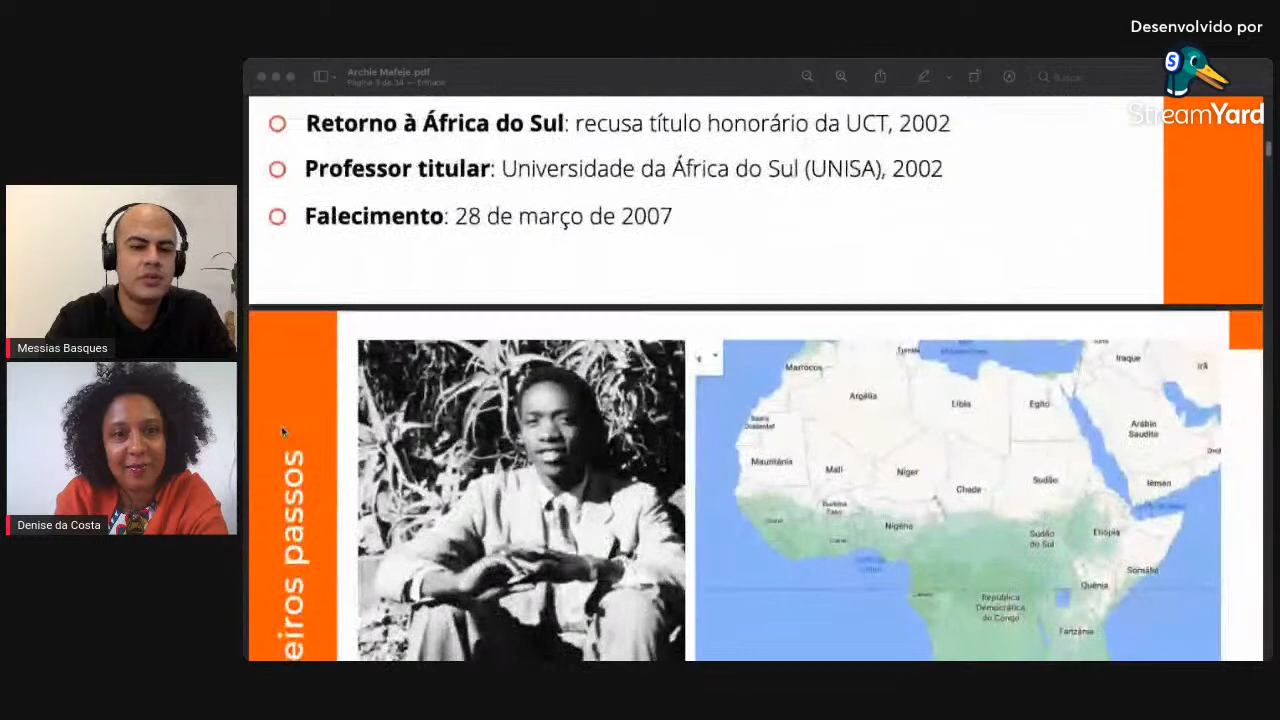 Desenvolvido por
StreamYard
Archie Mafeje.pdf
Buscar
Retorno à África do Sul: recusa título honorário da UCT, 2002
Professor titular: Universidade da África do Sul (UNISA), 2002
Falecimento: 28 de março de 2007
Messias Basques
Denise da Costa
eiros passos
Marrocos
Argélia
Líbia
Egito
Iraque
Irã
Arábia
Saudita
Mauritânia
Mali
Níger
Chade
Sudão
Iêmen
Burkina
Faso
Nigéria
Sudão
do Sul
Etiópia
Somália
Quênia
República
Democrática
do Congo
Tanzânia